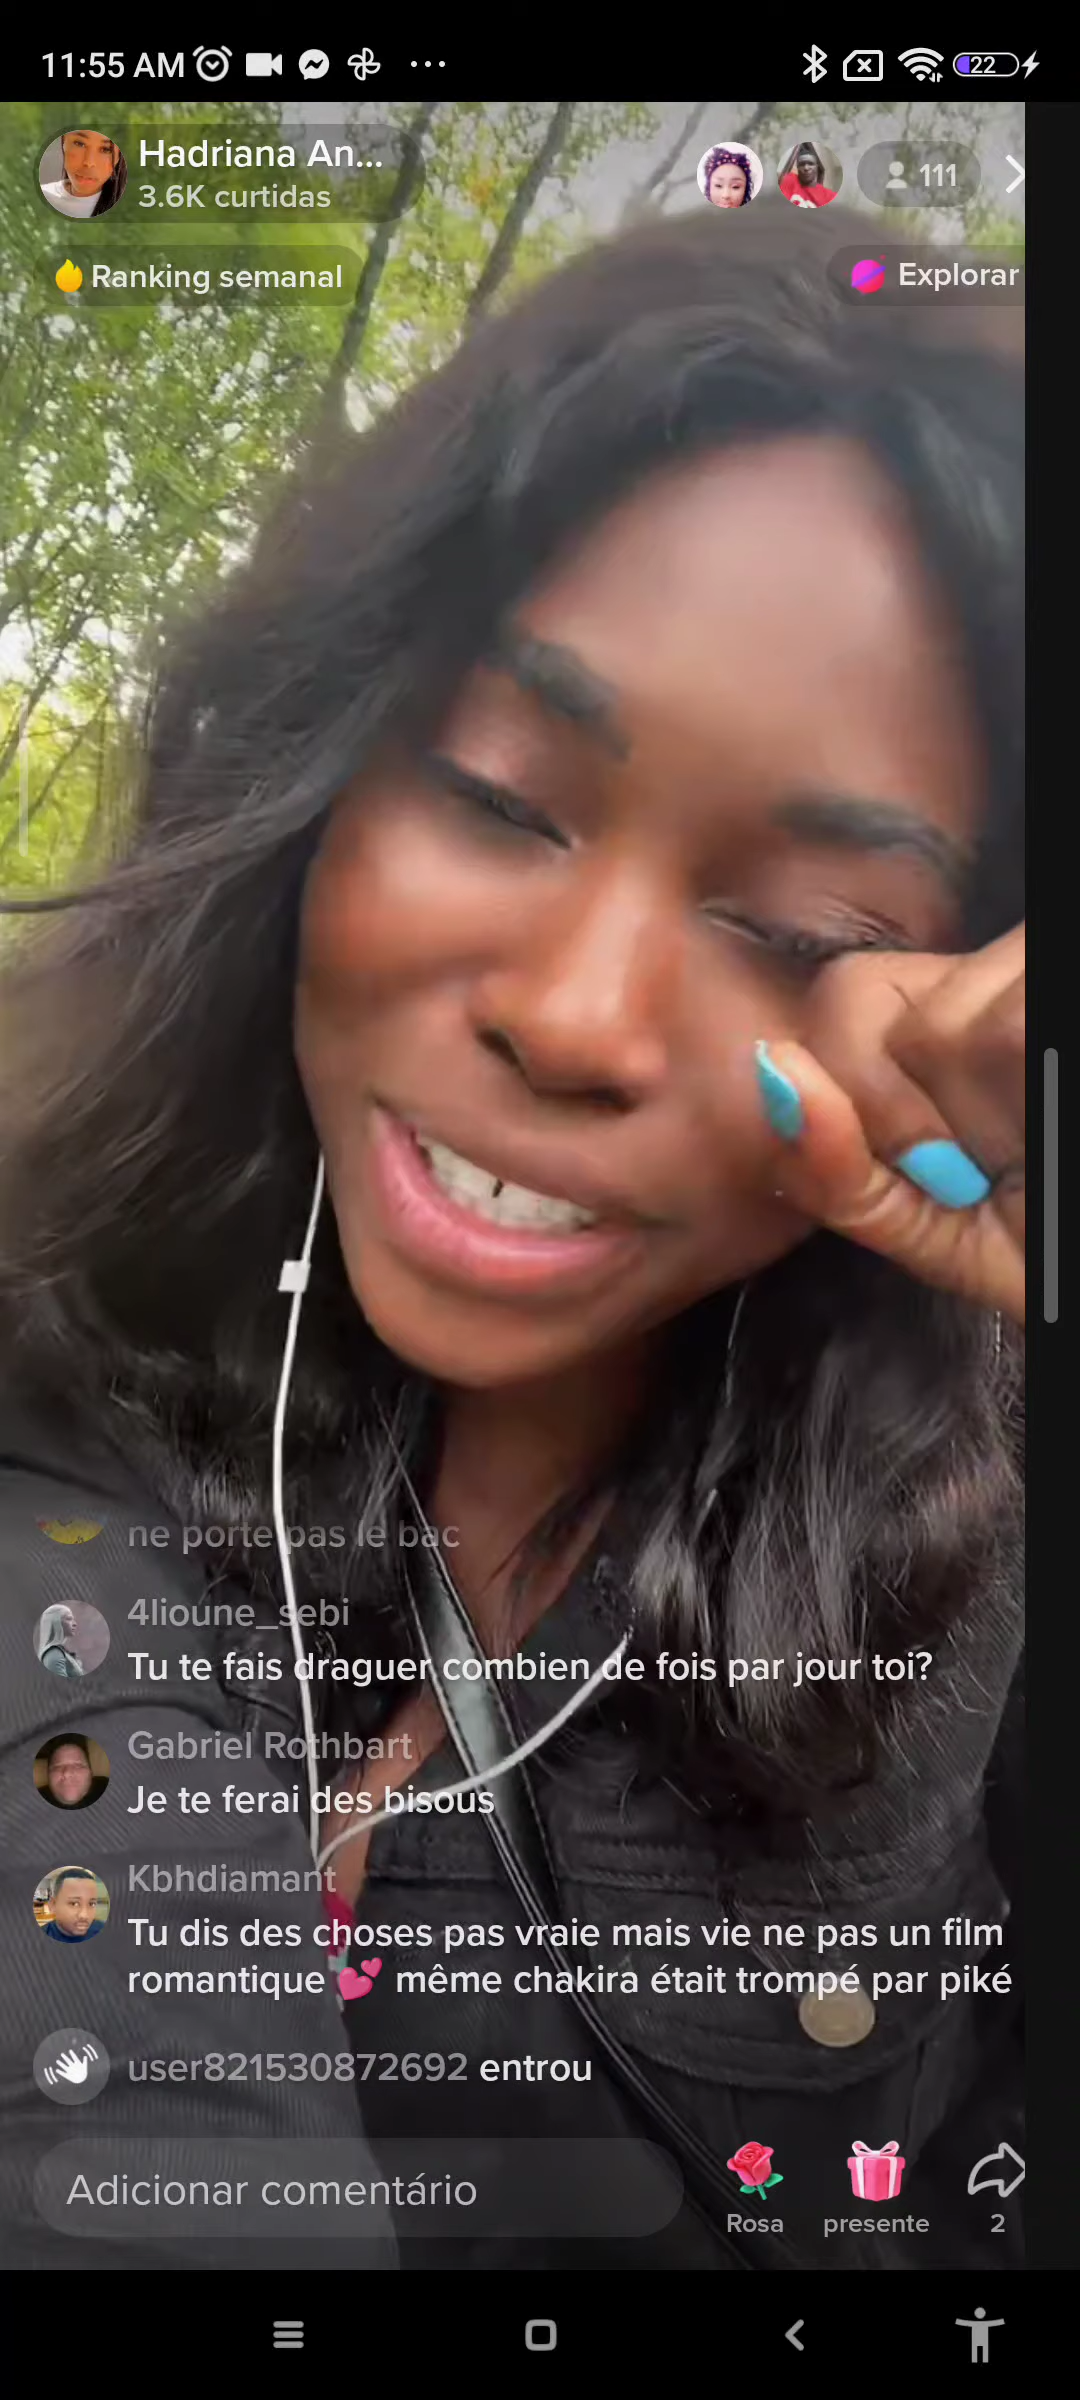 11:55 AM
22
Hadriana An...
3.6K curtidas
111
Ranking semanal
Explorar
ne porte pas le bac
4lioune_sebi
Tu te fais draguer combien de fois par jour toi?
Gabriel Rothbart
Je te ferai des bisous
Kbhdiamant
Tu dis des choses pas vraie mais vie ne pas un film
romantique 💕 même chakira était trompé par piké
user821530872692 entrou
Adicionar comentário
Rosa
presente
2